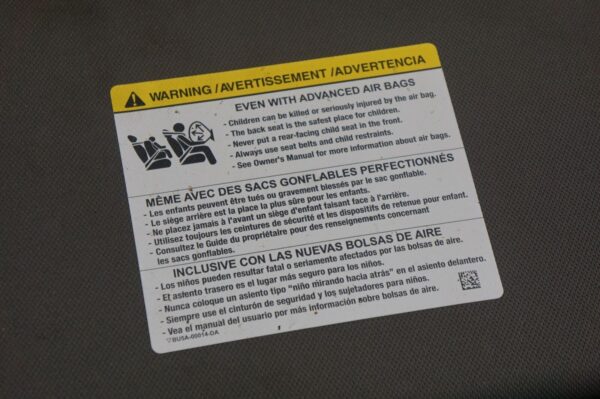 WARNING / AVERTISSEMENT / ADVERTENCIA
EVEN WITH ADVANCED AIR BAGS
- Children can be killed or seriously injured by the air bag.
- The back seat is the safest place for children.
- Never put a rear-facing child seat in the front.
- Always use seat belts and child restraints.
- See Owner's Manual for more information about air bags.
MÊME AVEC DES SACS GONFLABLES PERFECTIONNÉS
- Les enfants peuvent être tués ou gravement blessés par le sac gonflable.
- Le siège arrière est la place la plus sûre pour les enfants.
- Ne placez jamais à l'avant un siège d'enfant faisant face à l'arrière.
- Utilisez toujours les ceintures de sécurité et les dispositifs de retenue pour enfant.
- Consultez le Guide du propriétaire pour des renseignements concernant
les sacs gonflables.
INCLUSIVE CON LAS NUEVAS BOLSAS DE AIRE
- Los niños pueden resultar fatal o seriamente afectados por las bolsas de aire.
- El asiento trasero es el lugar más seguro para los niños.
- Nunca coloque un asiento tipo "niño mirando hacia atrás" en el asiento delantero.
- Siempre use el cinturón de seguridad y los sujetadores para niños.
- Vea el manual del usuario por más información sobre bolsas de aire.
BU5A-00014-DA